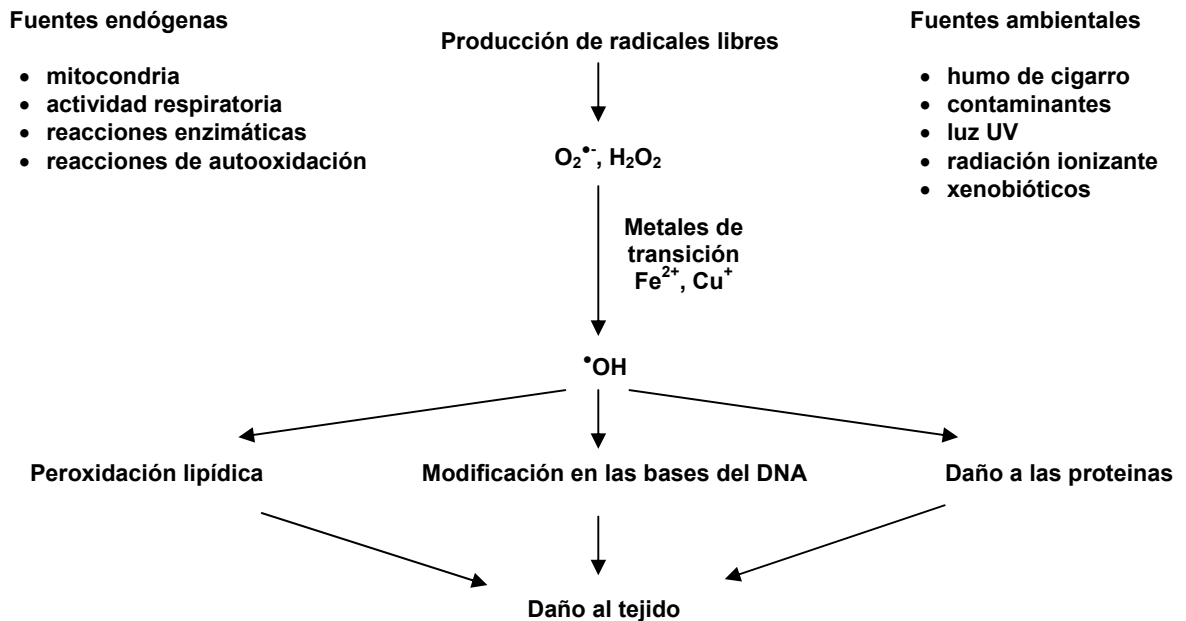 Fuentes endógenas
• mitocondria
• actividad respiratoria
• reacciones enzimáticas
• reacciones de autooxidación
Producción de radicales libres
Fuentes ambientales
• humo de cigarro
• contaminantes
• luz UV
• radiación ionizante
• xenobióticos
O₂•⁻, H₂O₂
Metales de
transición
Fe²⁺, Cu⁺
•OH
Peroxidación lipídica
Modificación en las bases del DNA
Daño a las proteinas
Daño al tejido